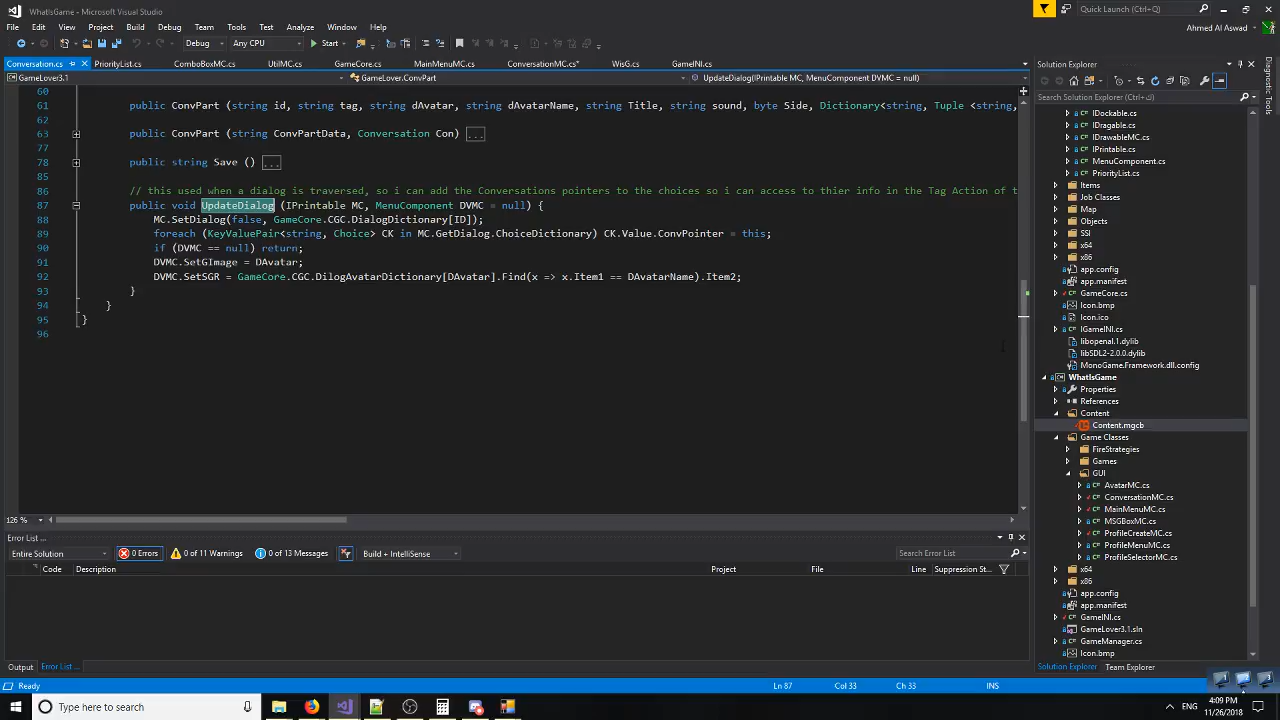 WhatIsGame - Microsoft Visual Studio
Quick Launch (Ctrl+Q)
File Edit View Project Build Debug Team Tools Test Analyze Window Help
Ahmed Al Aswad
Debug Any CPU Start
Conversation.cs PriorityList.cs ComboBoxMC.cs UtilMC.cs GameCore.cs MainMenuMC.cs ConversationMC.cs* WisG.cs GameINI.cs
GameLover3.1 GameLover.ConvPart UpdateDialog(IPrintable MC, MenuComponent DVMC = null)
60
61 public ConvPart (string id, string tag, string dAvatar, string dAvatarName, string Title, string sound, byte Side, Dictionary<string, Tuple <string,
62
63 public ConvPart (string ConvPartData, Conversation Con) ...
77
78 public string Save () ...
85
86 // this used when a dialog is traversed, so i can add the Conversations pointers to the choices so i can access to thier info in the Tag Action of t
87 public void UpdateDialog (IPrintable MC, MenuComponent DVMC = null) {
88 MC.SetDialog(false, GameCore.CGC.DialogDictionary[ID]);
89 foreach (KeyValuePair<string, Choice> CK in MC.GetDialog.ChoiceDictionary) CK.Value.ConvPointer = this;
90 if (DVMC == null) return;
91 DVMC.SetGImage = DAvatar;
92 DVMC.SetSGR = GameCore.CGC.DilogAvatarDictionary[DAvatar].Find(x => x.Item1 == DAvatarName).Item2;
93 }
94 }
95 }
96
126 %
Error List ...
Entire Solution 0 Errors 0 of 11 Warnings 0 of 13 Messages Build + IntelliSense Search Error List
Code Description Project File Line Suppression St...
Output Error List ...
Ready Ln 87 Col 33 Ch 33 INS
Solution Explorer
Search Solution Explorer (Ctrl+;)
IDockable.cs
IDragable.cs
IDrawableMC.cs
IPrintable.cs
MenuComponent.cs
PriorityList.cs
Items
Job Classes
Map
Objects
SSI
x64
x86
app.config
app.manifest
GameCore.cs
Icon.bmp
Icon.ico
IGameINI.cs
libopenal.1.dylib
libSDL2-2.0.0.dylib
MonoGame.Framework.dll.config
WhatIsGame
Properties
References
Content
Content.mgcb
Game Classes
FireStrategies
Games
GUI
AvatarMC.cs
ConversationMC.cs
MainMenuMC.cs
MSGBoxMC.cs
ProfileCreateMC.cs
ProfileMenuMC.cs
ProfileSelectorMC.cs
x64
x86
app.config
app.manifest
GameINI.cs
GameLover3.1.sln
GameManager.cs
Icon.bmp
Solution Explorer Team Explorer
Diagnostic Tools
Type here to search
ENG
4:09 PM
11/26/2018